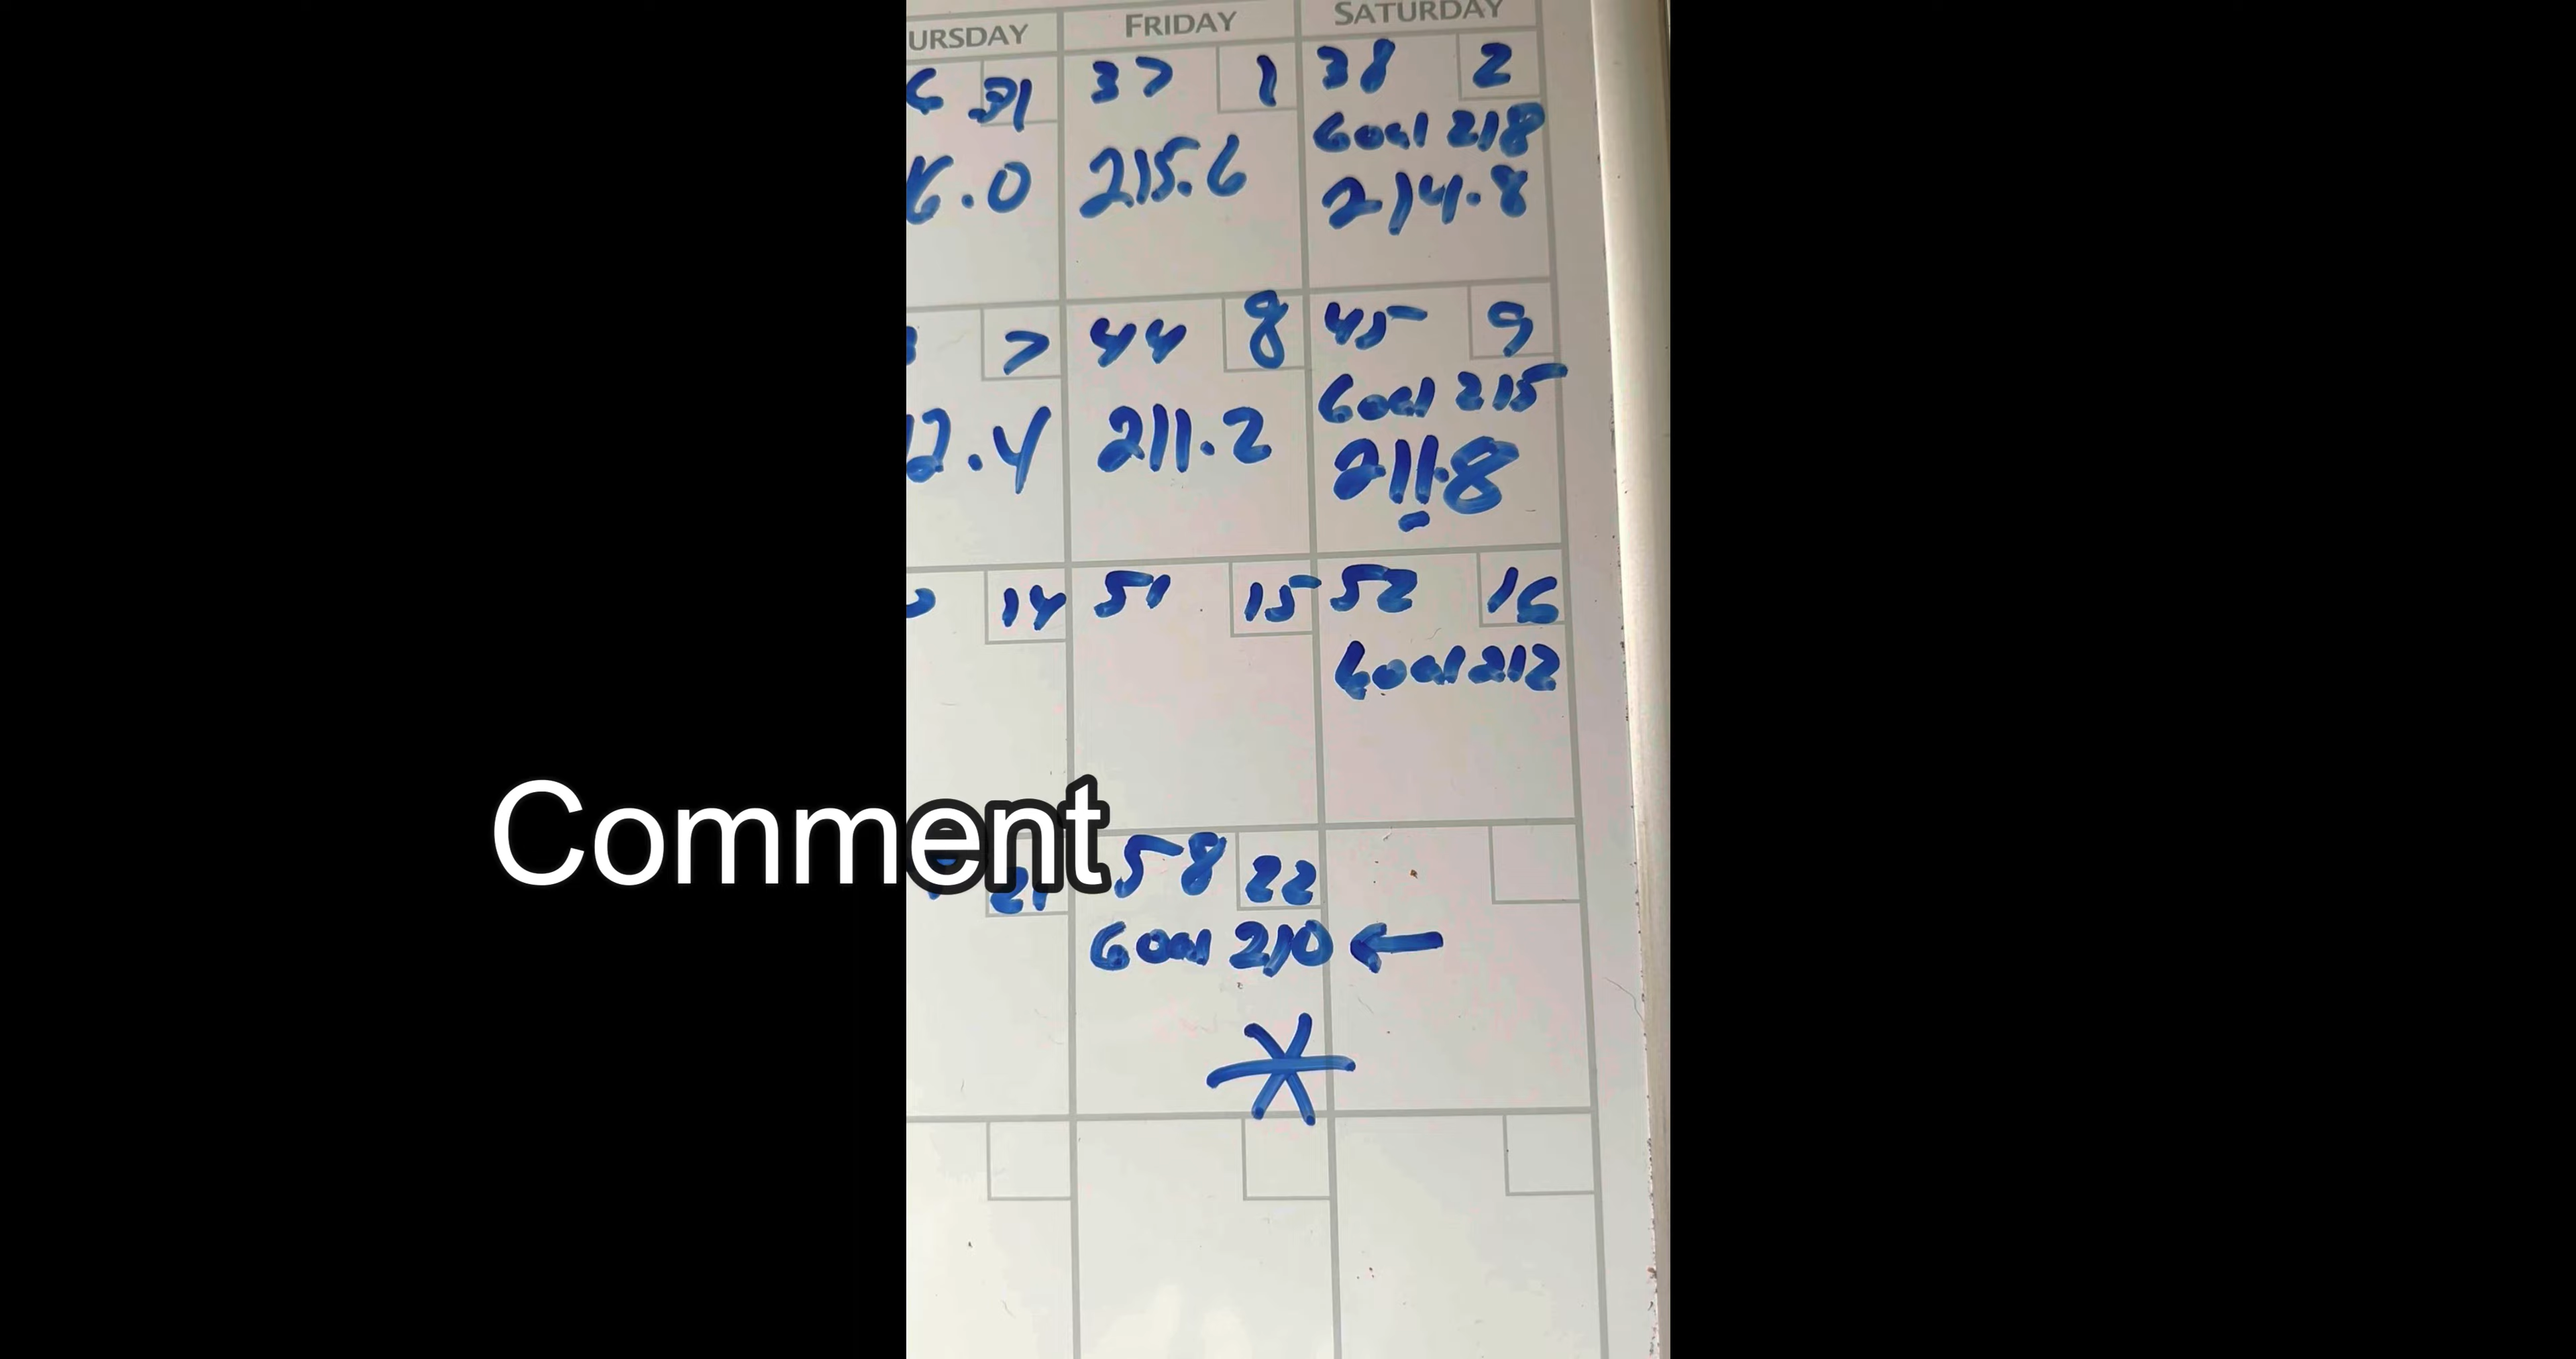 URSDAY FRIDAY SATURDAY
31 37 1 38 2
Goal 218
6.0 215.6 214.8
7 44 8 45 9
Goal 215
12.4 211.2 211.8
14 51 15 52 16
Goal 212
Comment
21 58 22
Goal 210 ←
*